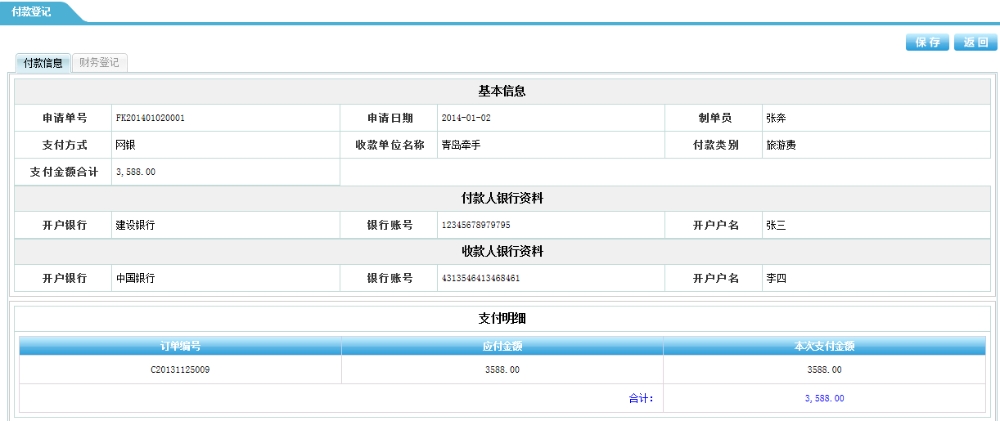 付款登记
保存 返回
付款信息 财务登记
基本信息
申请单号 FK201401020001 申请日期 2014-01-02 制单员 张奔
支付方式 网银 收款单位名称 青岛牵手 付款类别 旅游费
支付金额合计 3,588.00
付款人银行资料
开户银行 建设银行 银行账号 12345678979795 开户户名 张三
收款人银行资料
开户银行 中国银行 银行账号 4313546413468461 开户户名 李四
支付明细
订单编号 应付金额 本次支付金额
C20131125009 3588.00 3588.00
合计: 3,588.00